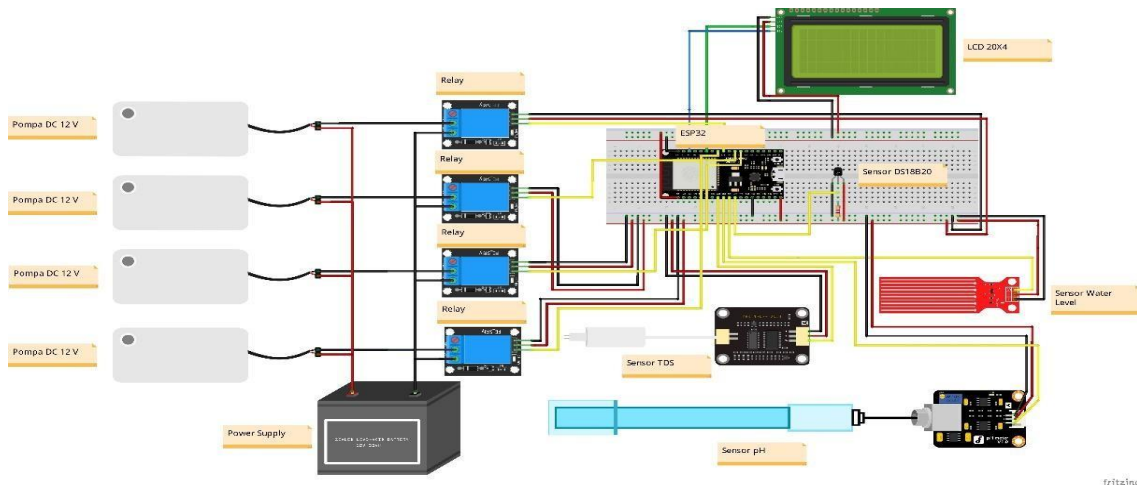 LCD 20X4
Relay
Pompa DC 12 V
ESP32
Relay
Sensor DS18B20
Pompa DC 12 V
Relay
Pompa DC 12 V
Sensor Water
Level
Relay
Pompa DC 12 V
Sensor TDS
Power Supply
Sensor pH
fritzing